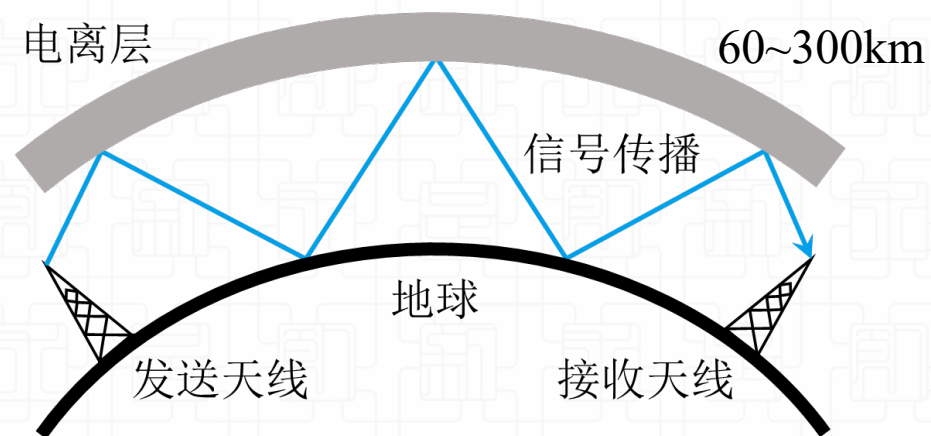 电离层
60~300km
信号传播
地球
发送天线
接收天线